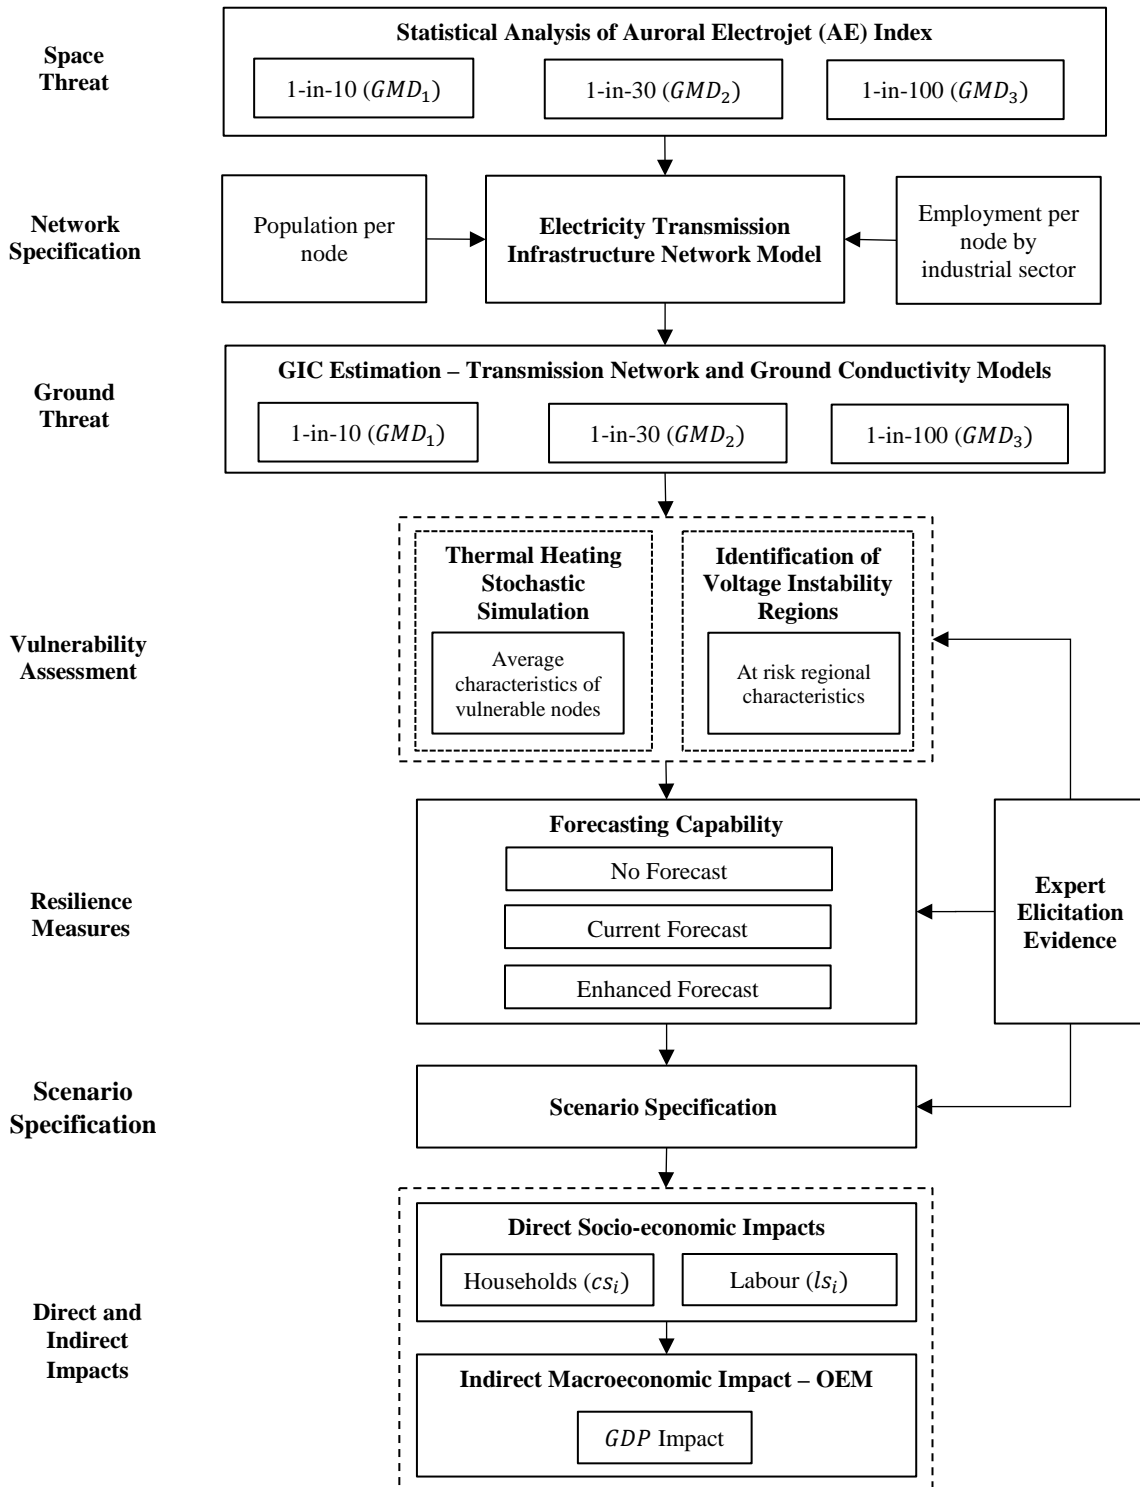 Space
Threat
Statistical Analysis of Auroral Electrojet (AE) Index
1-in-10 (GMD₁)
1-in-30 (GMD₂)
1-in-100 (GMD₃)
Network
Specification
Population per
node
Electricity Transmission
Infrastructure Network Model
Employment per
node by
industrial sector
Ground
Threat
GIC Estimation – Transmission Network and Ground Conductivity Models
1-in-10 (GMD₁)
1-in-30 (GMD₂)
1-in-100 (GMD₃)
Vulnerability
Assessment
Thermal Heating
Stochastic
Simulation
Average
characteristics of
vulnerable nodes
Identification of
Voltage Instability
Regions
At risk regional
characteristics
Resilience
Measures
Forecasting Capability
No Forecast
Current Forecast
Enhanced Forecast
Expert
Elicitation
Evidence
Scenario
Specification
Scenario Specification
Direct and
Indirect
Impacts
Direct Socio-economic Impacts
Households (csᵢ)
Labour (lsᵢ)
Indirect Macroeconomic Impact – OEM
GDP Impact